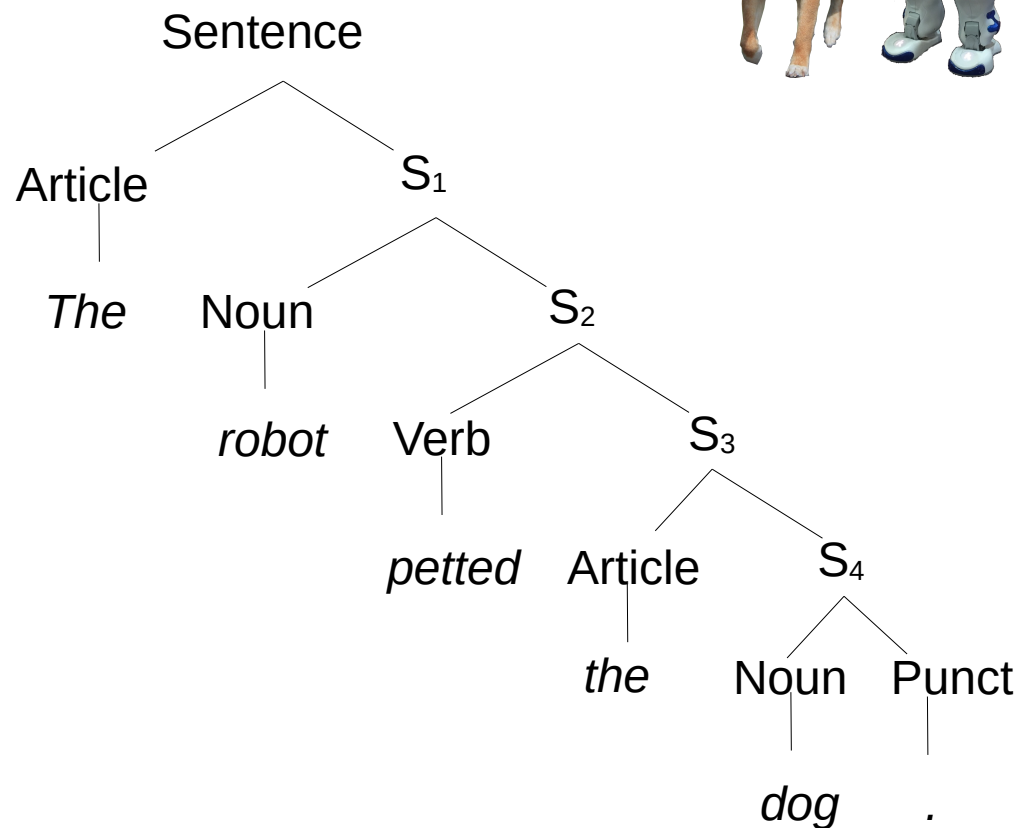 Sentence
Article S₁
The Noun S₂
robot Verb S₃
petted Article S₄
the Noun Punct
dog .